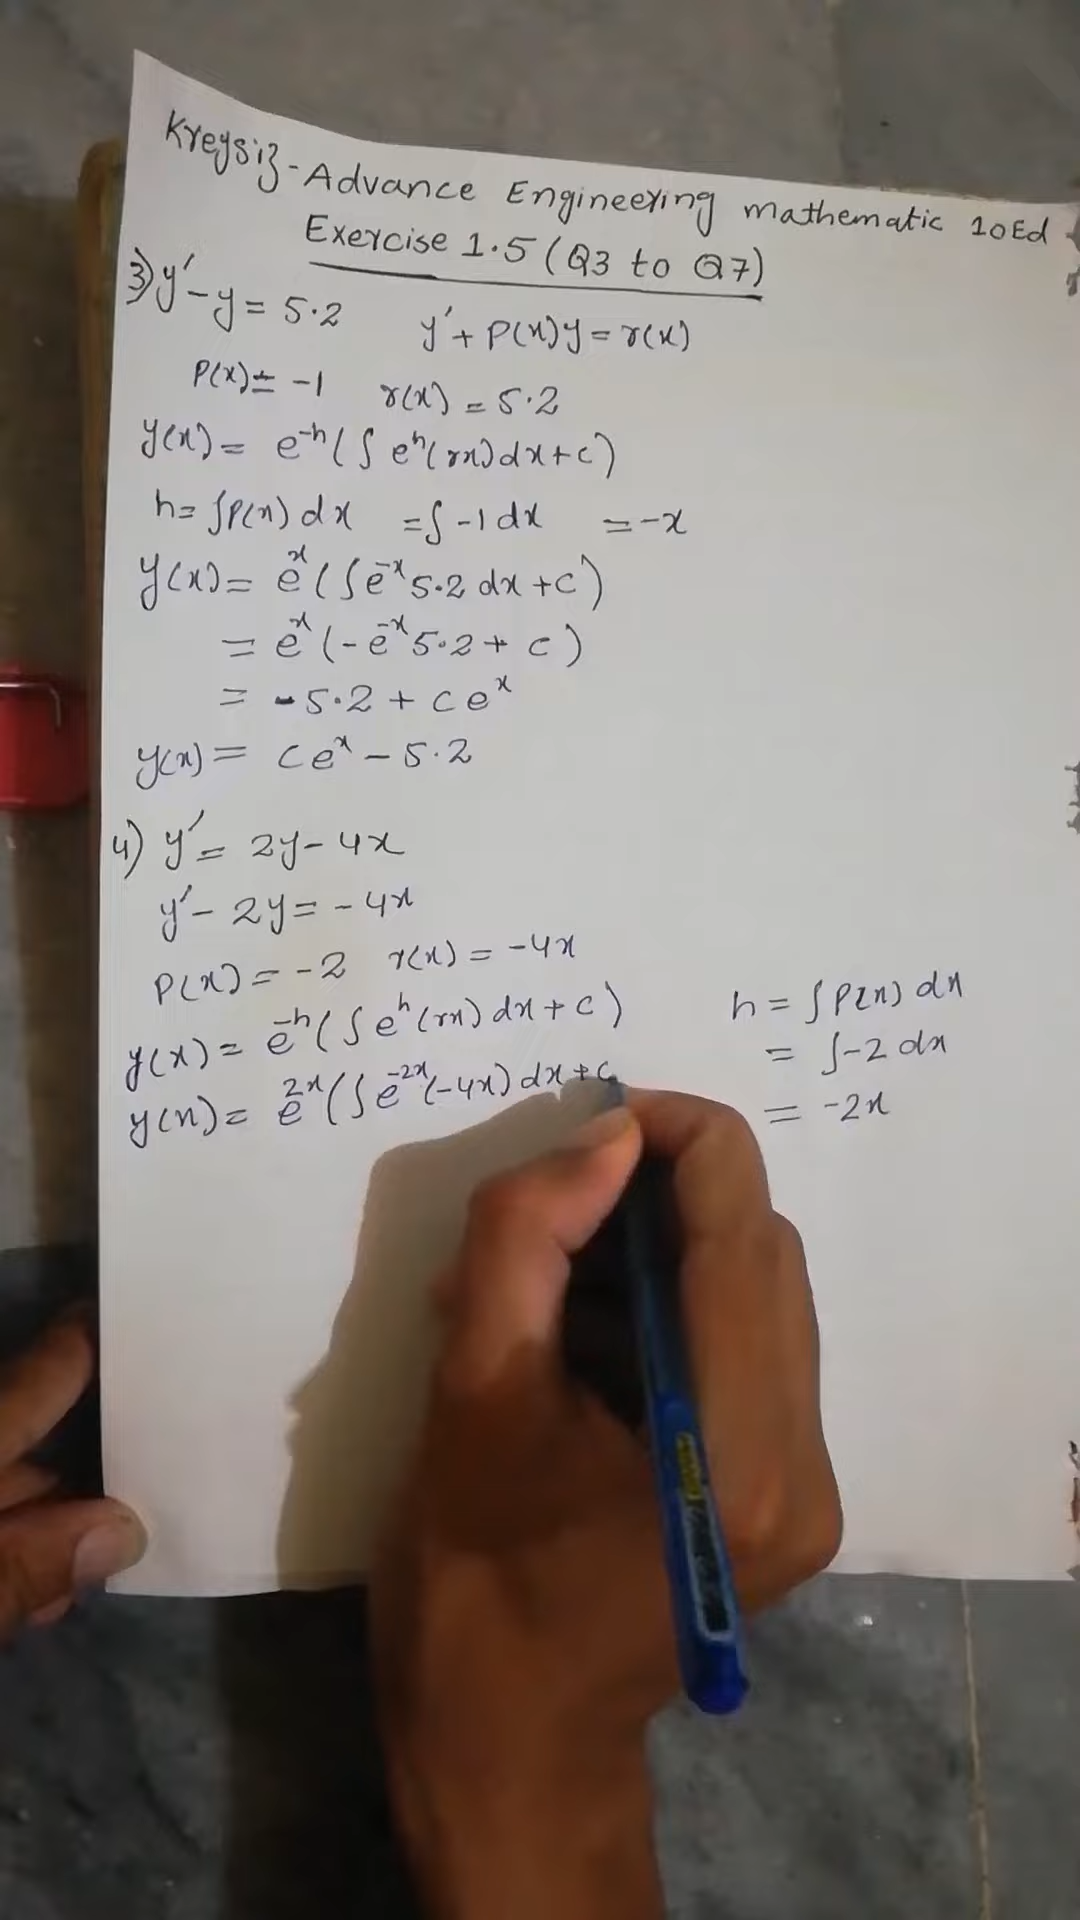 Kreysiz-Advance Engineering mathematic 10Ed
Exercise 1.5 (Q3 to Q7)
3) y' - y = 5.2 y' + P(x)y = r(x)
P(x) = -1 r(x) = 5.2
y(x) = e^-h (∫ e^h (rx) dx + c)
h = ∫P(x) dx = ∫ -1 dx = -x
y(x) = e^x (∫ e^-x 5.2 dx + c)
= e^x (- e^-x 5.2 + c)
= -5.2 + c e^x
y(x) = c e^x - 5.2
4) y' = 2y - 4x
y' - 2y = - 4x
P(x) = -2 r(x) = -4x
y(x) = e^-h (∫ e^h (rx) dx + c) h = ∫ P(x) dx
= ∫-2 dx
y(x) = e^2x (∫ e^-2x (-4x) dx + c = -2x